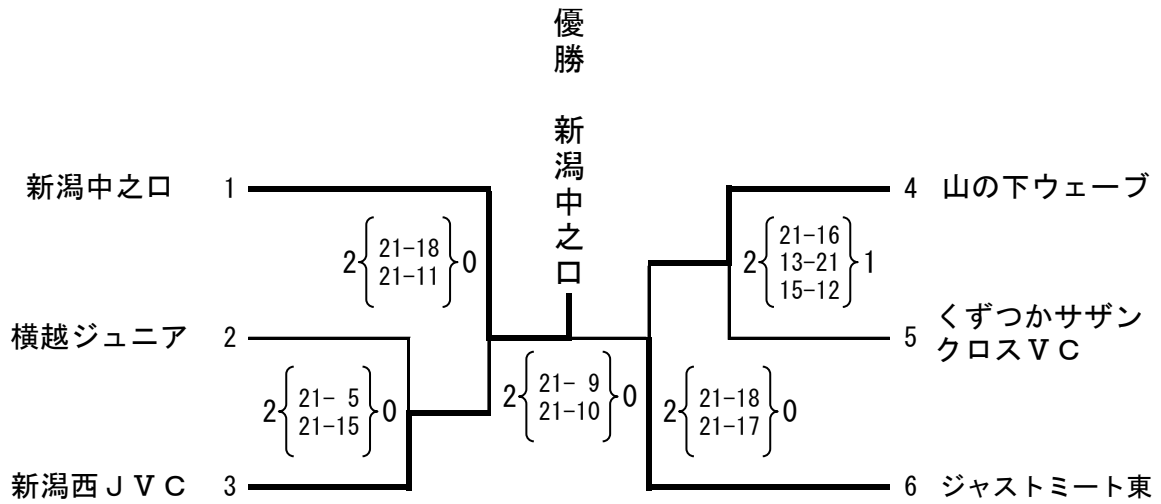 優勝 新潟中之口
新潟中之口 1
4 山の下ウェーブ
2 { 21-18 21-11 } 0
2 { 21-16 13-21 15-12 } 1
横越ジュニア 2
5 くずつかサザン
クロスVC
2 { 21- 5 21-15 } 0
2 { 21- 9 21-10 } 0
2 { 21-18 21-17 } 0
新潟西JVC 3
6 ジャストミート東